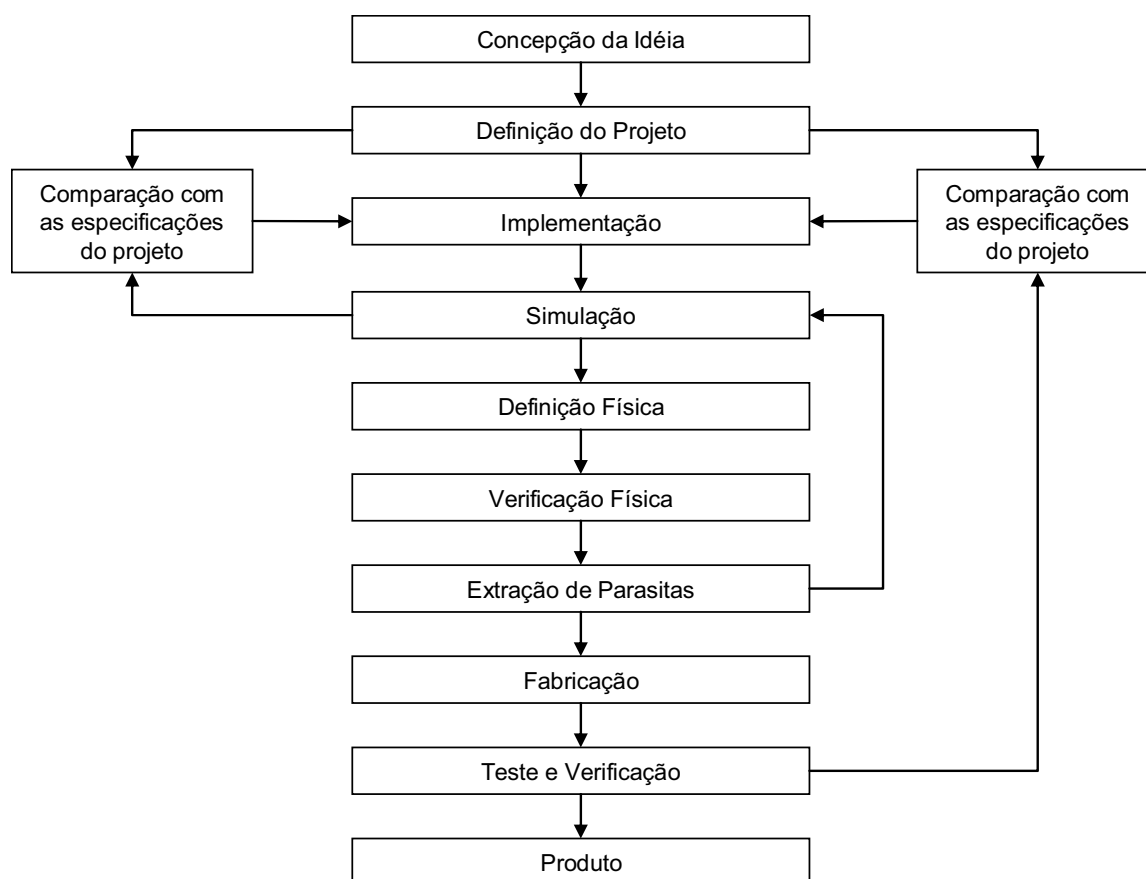 Concepção da Idéia
Definição do Projeto
Comparação com
as especificações
do projeto
Implementação
Comparação com
as especificações
do projeto
Simulação
Definição Física
Verificação Física
Extração de Parasitas
Fabricação
Teste e Verificação
Produto